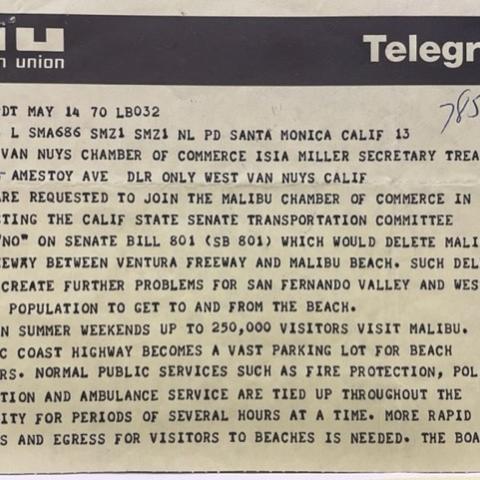 wu Telegr
n union
785
PDT MAY 14 70 LB032
L SMA686 SMZ1 SMZ1 NL PD SANTA MONICA CALIF 13
VAN NUYS CHAMBER OF COMMERCE ISIA MILLER SECRETARY TREA
AMESTOY AVE DLR ONLY WEST VAN NUYS CALIF
ARE REQUESTED TO JOIN THE MALIBU CHAMBER OF COMMERCE IN
CTING THE CALIF STATE SENATE TRANSPORTATION COMMITTEE
"NO" ON SENATE BILL 801 (SB 801) WHICH WOULD DELETE MALI
EEWAY BETWEEN VENTURA FREEWAY AND MALIBU BEACH. SUCH DEL
CREATE FURTHER PROBLEMS FOR SAN FERNANDO VALLEY AND WES
POPULATION TO GET TO AND FROM THE BEACH.
N SUMMER WEEKENDS UP TO 250,000 VISITORS VISIT MALIBU.
C COAST HIGHWAY BECOMES A VAST PARKING LOT FOR BEACH
RS. NORMAL PUBLIC SERVICES SUCH AS FIRE PROTECTION, POL
TION AND AMBULANCE SERVICE ARE TIED UP THROUGHOUT THE
ITY FOR PERIODS OF SEVERAL HOURS AT A TIME. MORE RAPID
S AND EGRESS FOR VISITORS TO BEACHES IS NEEDED. THE BOA